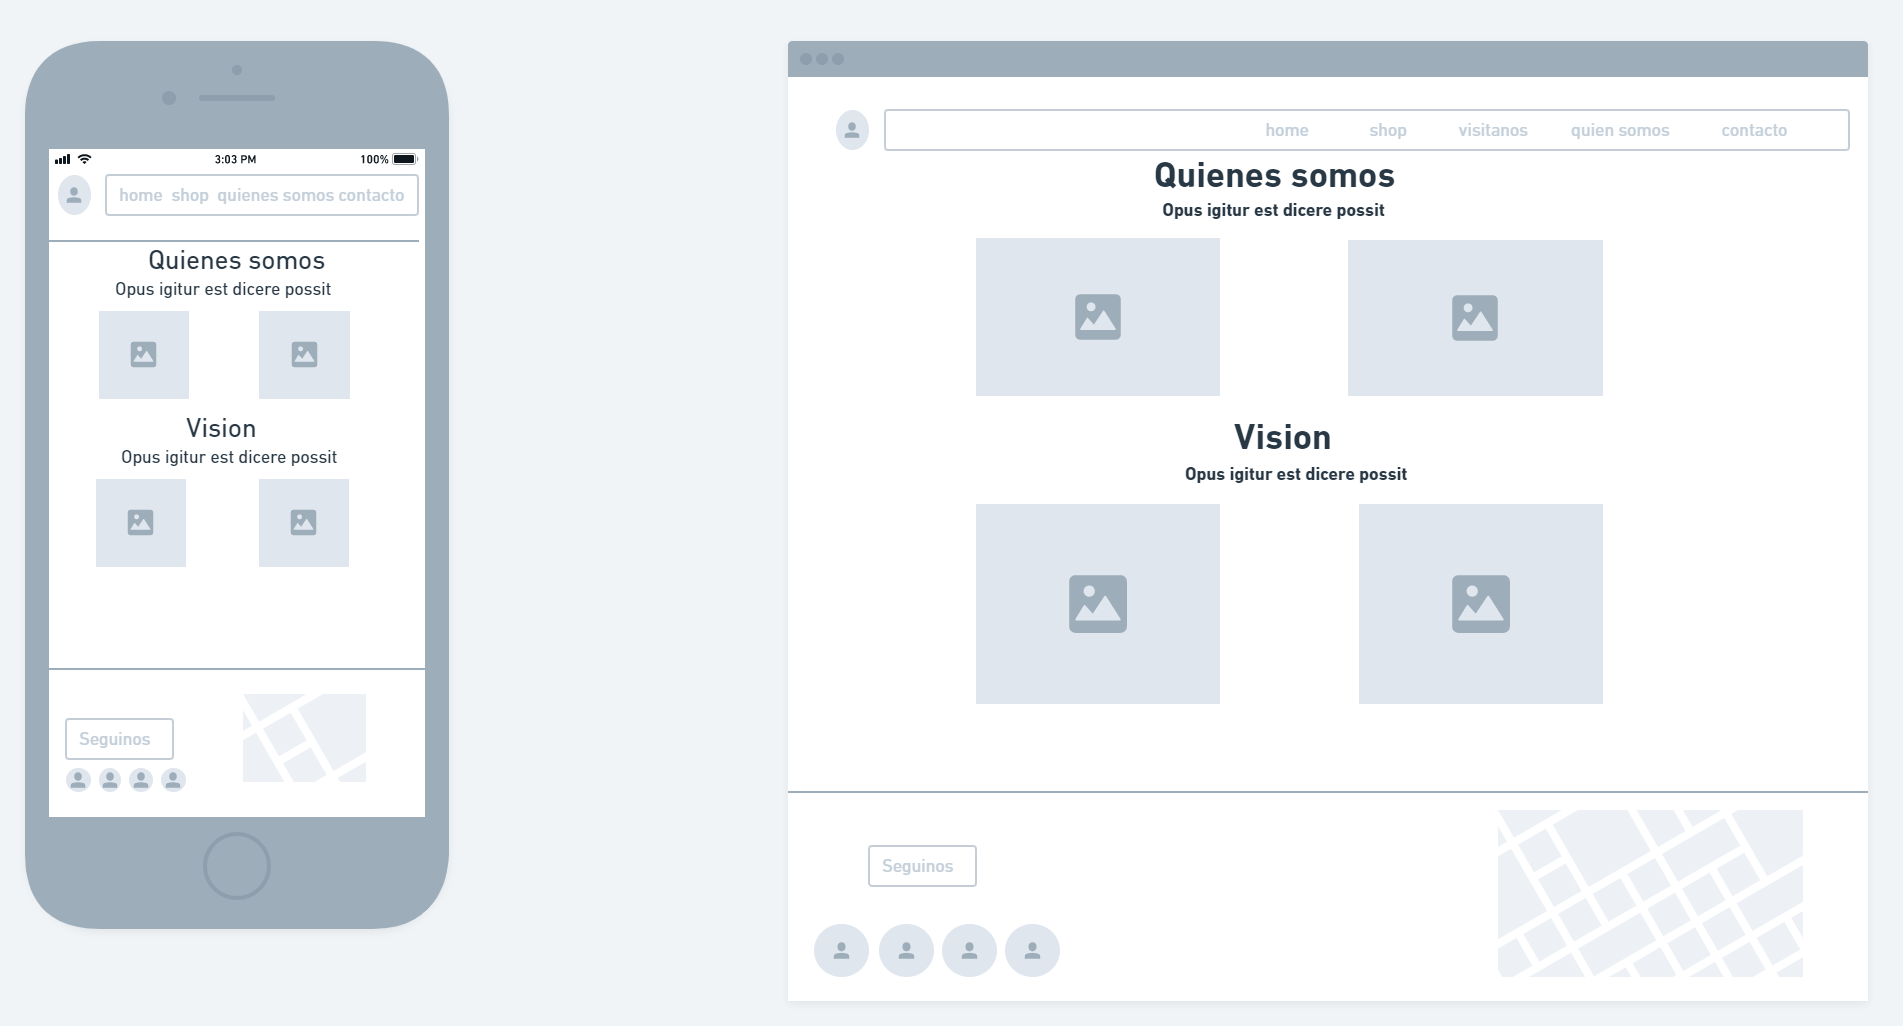 3:03 PM 100%
home shop quienes somos contacto
Quienes somos
Opus igitur est dicere possit
Vision
Opus igitur est dicere possit
Seguinos
home shop visitanos quien somos contacto
Quienes somos
Opus igitur est dicere possit
Vision
Opus igitur est dicere possit
Seguinos